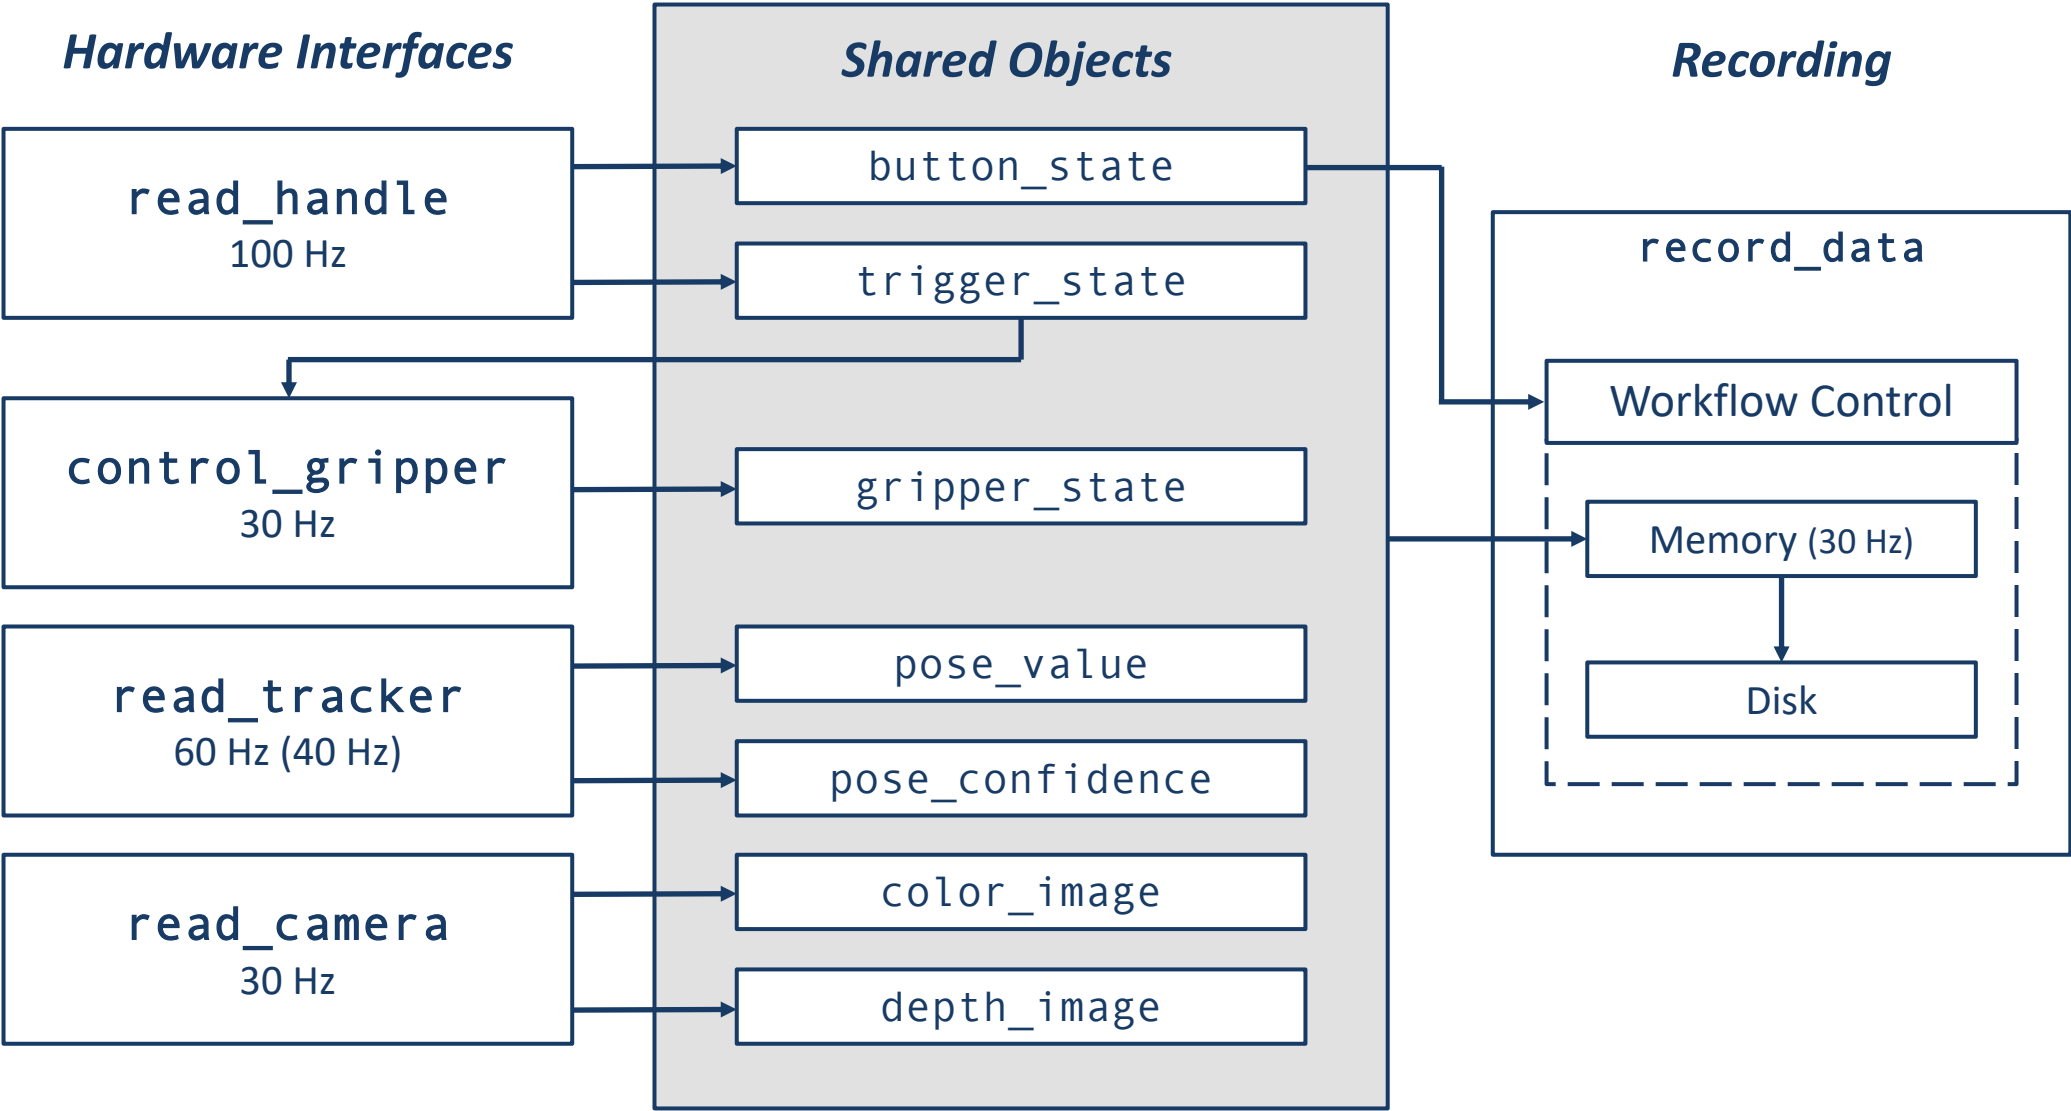 Hardware Interfaces
Shared Objects
Recording
read_handle
100 Hz
control_gripper
30 Hz
read_tracker
60 Hz (40 Hz)
read_camera
30 Hz
button_state
trigger_state
gripper_state
pose_value
pose_confidence
color_image
depth_image
record_data
Workflow Control
Memory (30 Hz)
Disk